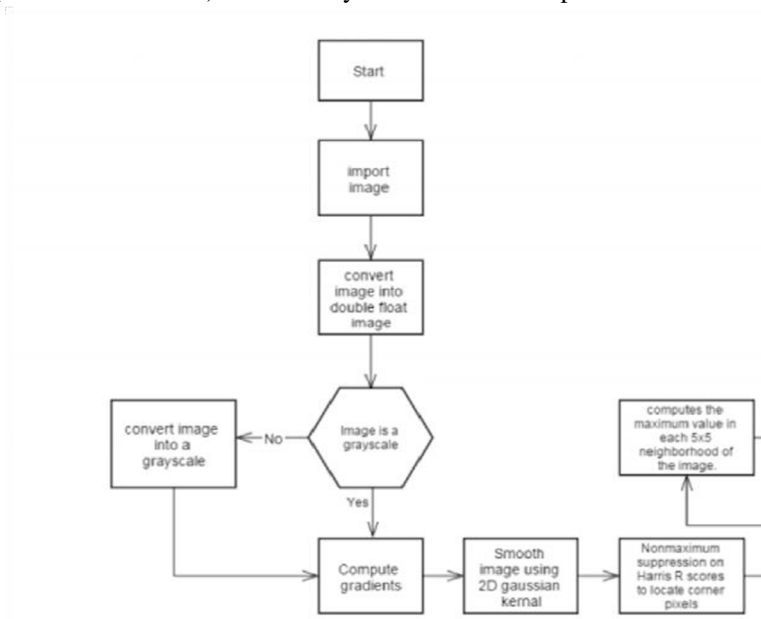 Start
import
image
convert
image into
double float
image
Image is a
grayscale
No
convert image
into a
grayscale
Yes
Compute
gradients
Smooth
image using
2D gaussian
kernal
Nonmaximum
suppression on
Harris R scores
to locate corner
pixels
computes the
maximum value in
each 5x5
neighborhood of
the image.